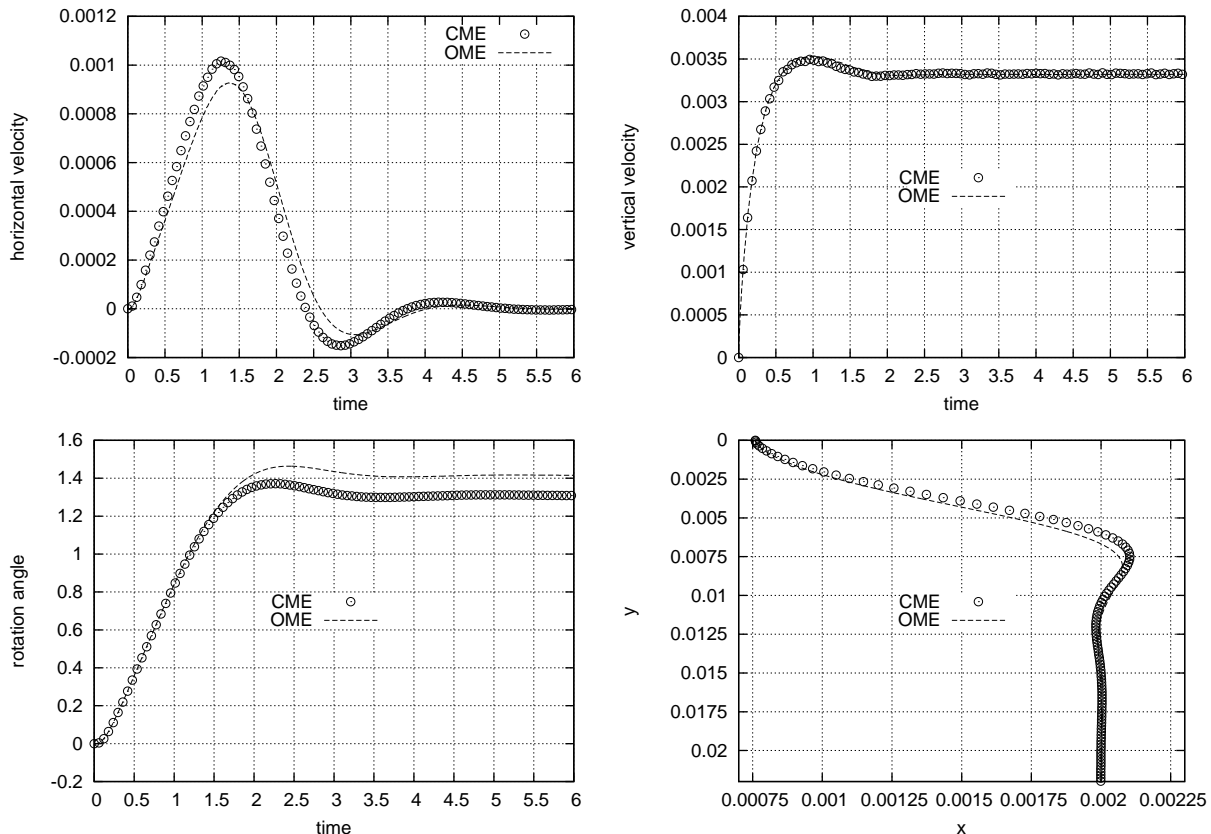 0.0012
0.001
0.0008
0.0006
0.0004
0.0002
0
-0.0002
horizontal velocity
CME
OME
0 0.5 1 1.5 2 2.5 3 3.5 4 4.5 5 5.5 6
time
0.004
0.0035
0.003
0.0025
0.002
0.0015
0.001
0.0005
0
vertical velocity
CME
OME
0 0.5 1 1.5 2 2.5 3 3.5 4 4.5 5 5.5 6
time
1.6
1.4
1.2
1
0.8
0.6
0.4
0.2
0
-0.2
rotation angle
CME
OME
0 0.5 1 1.5 2 2.5 3 3.5 4 4.5 5 5.5 6
time
0
0.0025
0.005
0.0075
0.01
0.0125
0.015
0.0175
0.02
y
CME
OME
0.00075 0.001 0.00125 0.0015 0.00175 0.002 0.00225
x